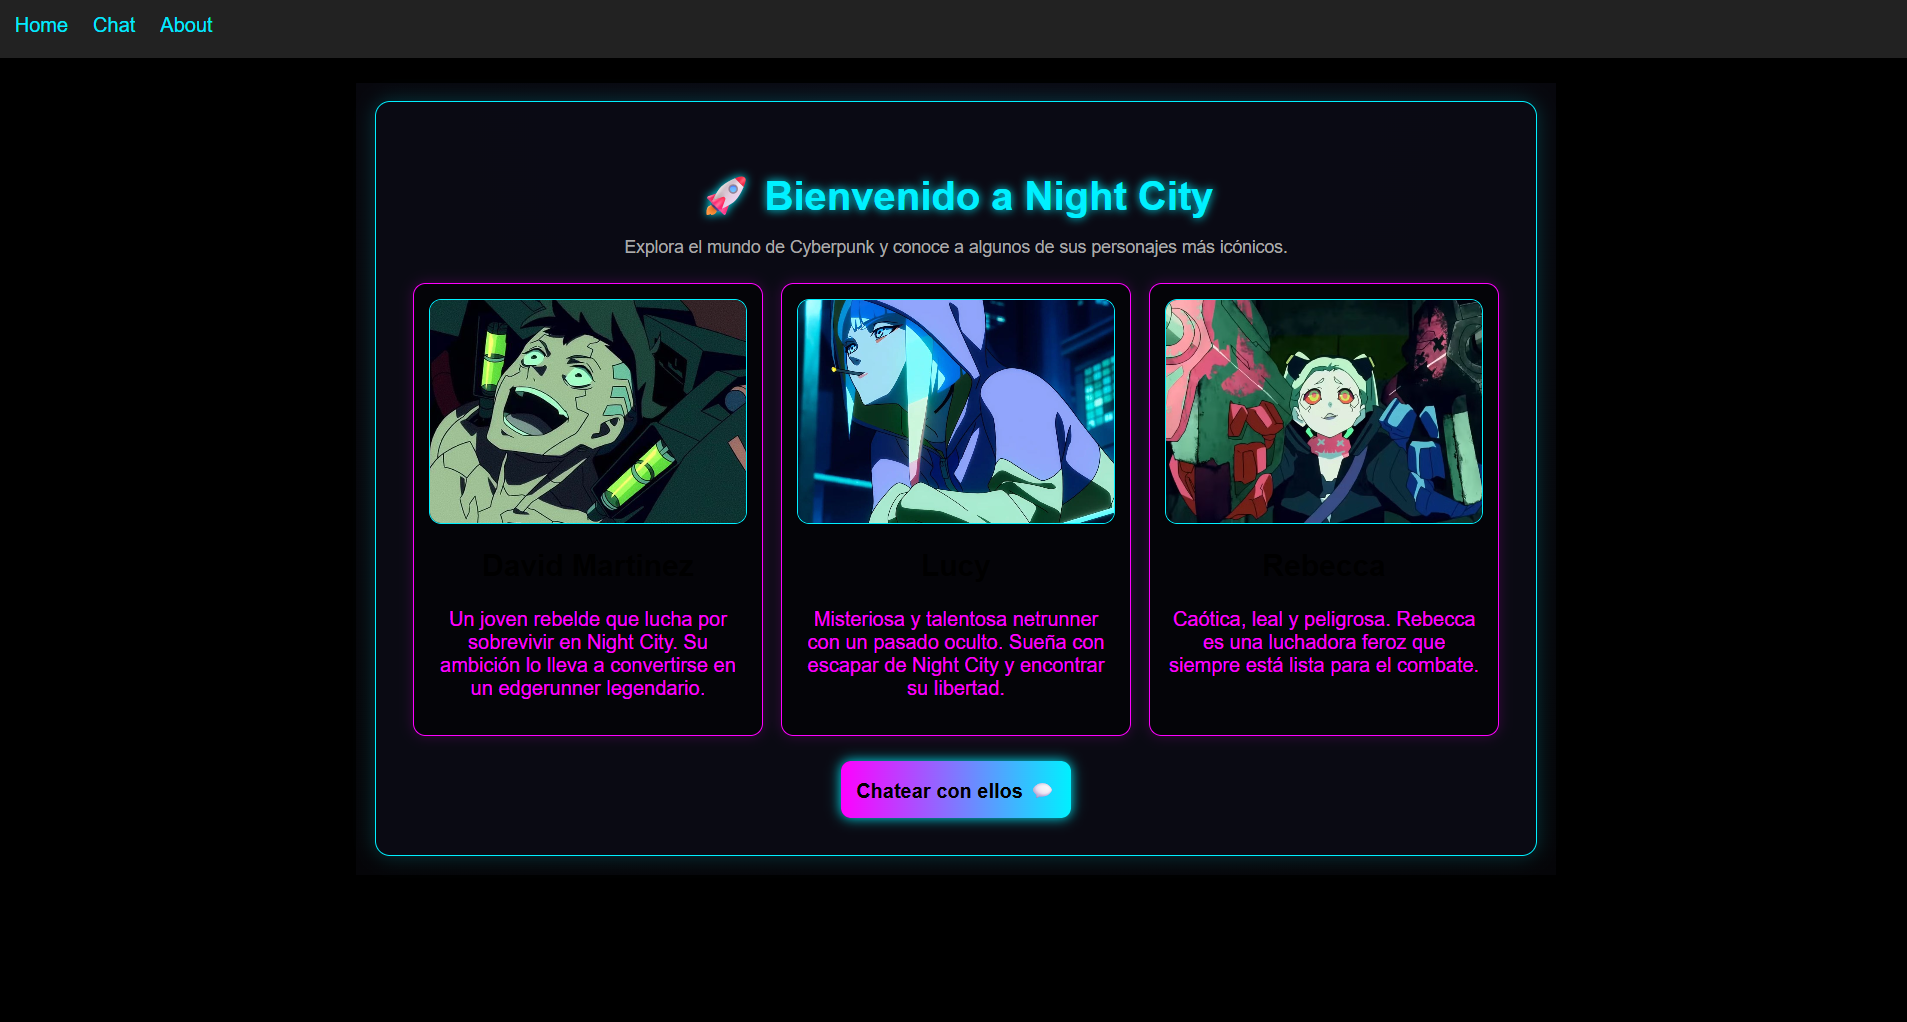 Home Chat About
🚀 Bienvenido a Night City
Explora el mundo de Cyberpunk y conoce a algunos de sus personajes más icónicos.
David Martinez
Un joven rebelde que lucha por
sobrevivir en Night City. Su
ambición lo lleva a convertirse en
un edgerunner legendario.
Lucy
Misteriosa y talentosa netrunner
con un pasado oculto. Sueña con
escapar de Night City y encontrar
su libertad.
Rebecca
Caótica, leal y peligrosa. Rebecca
es una luchadora feroz que
siempre está lista para el combate.
Chatear con ellos 💬